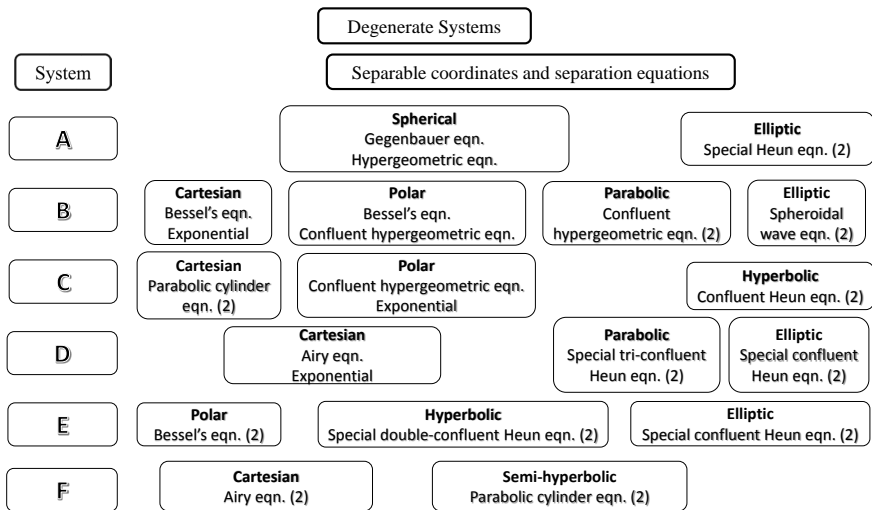 Degenerate Systems
System
Separable coordinates and separation equations
A
Spherical
Gegenbauer eqn.
Hypergeometric eqn.
Elliptic
Special Heun eqn. (2)
B
Cartesian
Bessel's eqn.
Exponential
Polar
Bessel's eqn.
Confluent hypergeometric eqn.
Parabolic
Confluent
hypergeometric eqn. (2)
Elliptic
Spheroidal
wave eqn. (2)
C
Cartesian
Parabolic cylinder
eqn. (2)
Polar
Confluent hypergeometric eqn.
Exponential
Hyperbolic
Confluent Heun eqn. (2)
D
Cartesian
Airy eqn.
Exponential
Parabolic
Special tri-confluent
Heun eqn. (2)
Elliptic
Special confluent
Heun eqn. (2)
E
Polar
Bessel's eqn. (2)
Hyperbolic
Special double-confluent Heun eqn. (2)
Elliptic
Special confluent Heun eqn. (2)
F
Cartesian
Airy eqn. (2)
Semi-hyperbolic
Parabolic cylinder eqn. (2)